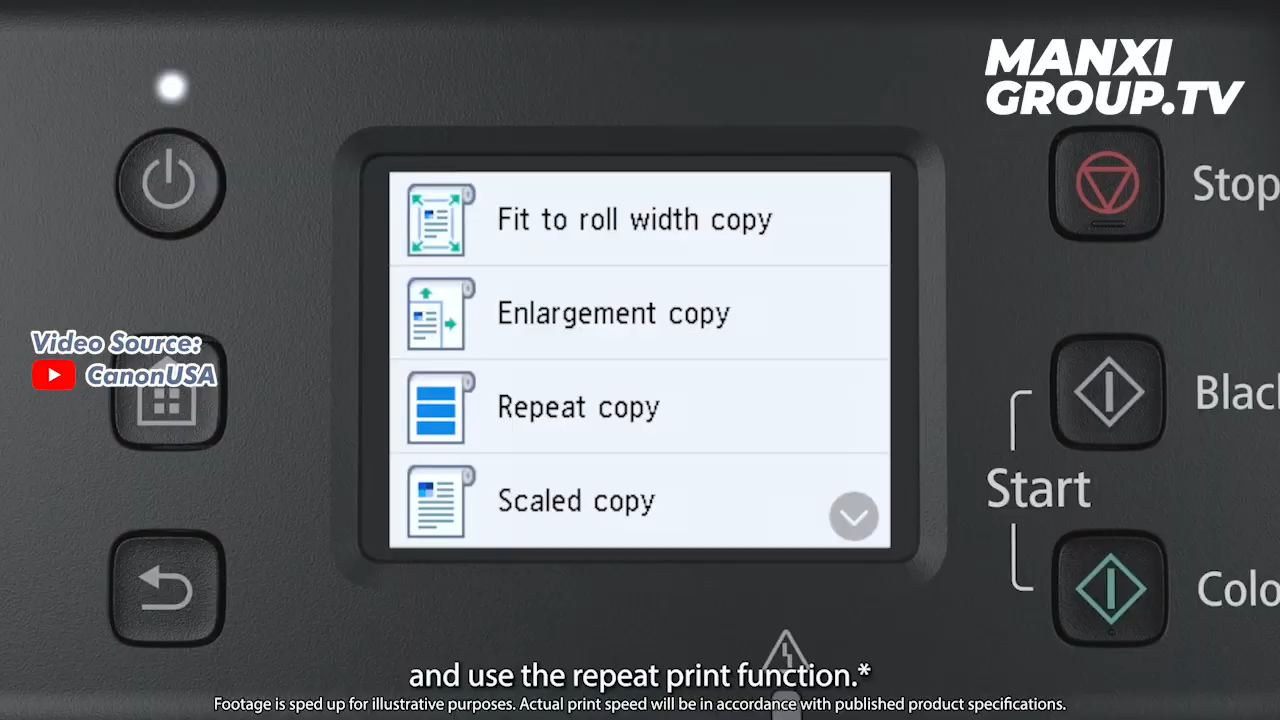 MANXI
GROUP.TV
Stop
Fit to roll width copy
Enlargement copy
Video Source:
CanonUSA
Repeat copy
Blac
Start
Scaled copy
Colo
and use the repeat print function.*
Footage is sped up for illustrative purposes. Actual print speed will be in accordance with published product specifications.